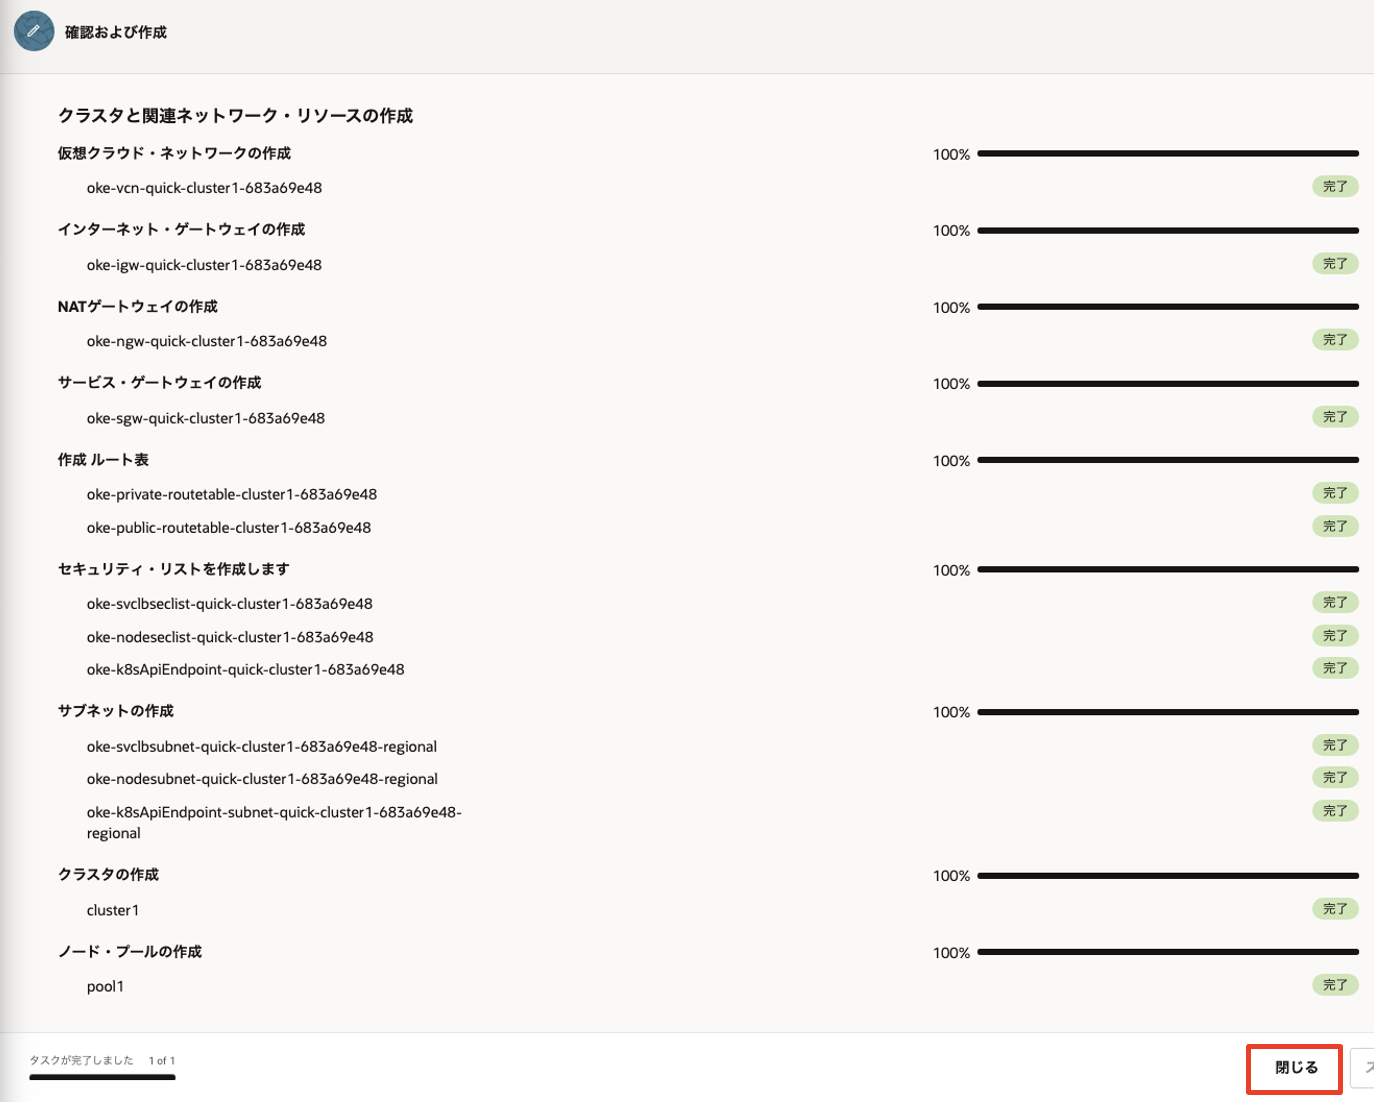 確認および作成
クラスタと関連ネットワーク・リソースの作成
仮想クラウド・ネットワークの作成 100%
oke-vcn-quick-cluster1-683a69e48 完了
インターネット・ゲートウェイの作成 100%
oke-igw-quick-cluster1-683a69e48 完了
NATゲートウェイの作成 100%
oke-ngw-quick-cluster1-683a69e48 完了
サービス・ゲートウェイの作成 100%
oke-sgw-quick-cluster1-683a69e48 完了
作成 ルート表 100%
oke-private-routetable-cluster1-683a69e48 完了
oke-public-routetable-cluster1-683a69e48 完了
セキュリティ・リストを作成します 100%
oke-svclbseclist-quick-cluster1-683a69e48 完了
oke-nodeseclist-quick-cluster1-683a69e48 完了
oke-k8sApiEndpoint-quick-cluster1-683a69e48 完了
サブネットの作成 100%
oke-svclbsubnet-quick-cluster1-683a69e48-regional 完了
oke-nodesubnet-quick-cluster1-683a69e48-regional 完了
oke-k8sApiEndpoint-subnet-quick-cluster1-683a69e48- 完了
regional
クラスタの作成 100%
cluster1 完了
ノード・プールの作成 100%
pool1 完了
タスクが完了しました 1 of 1
閉じる